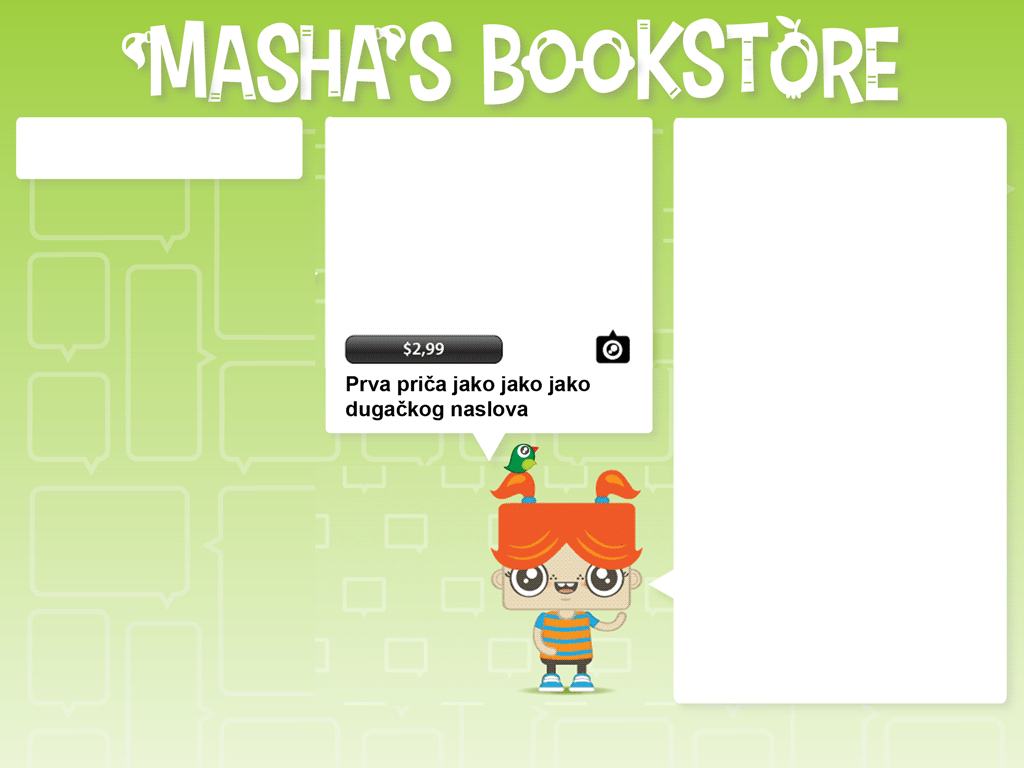 MASHA'S BOOKSTORE
$2,99
Prva priča jako jako jako
dugačkog naslova